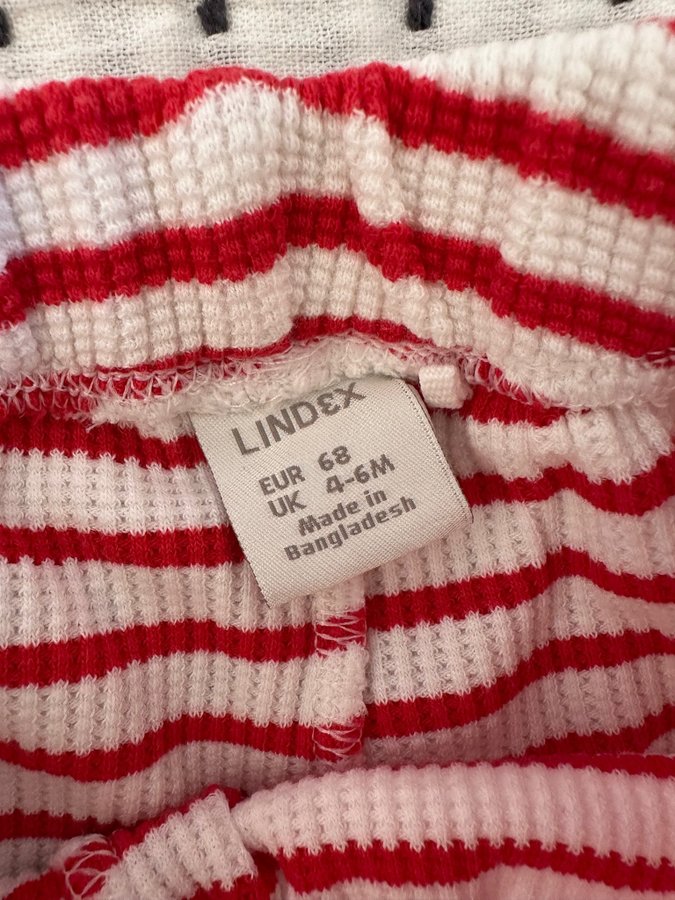 LINDEX
EUR 68
UK 4-6M
Made in
Bangladesh